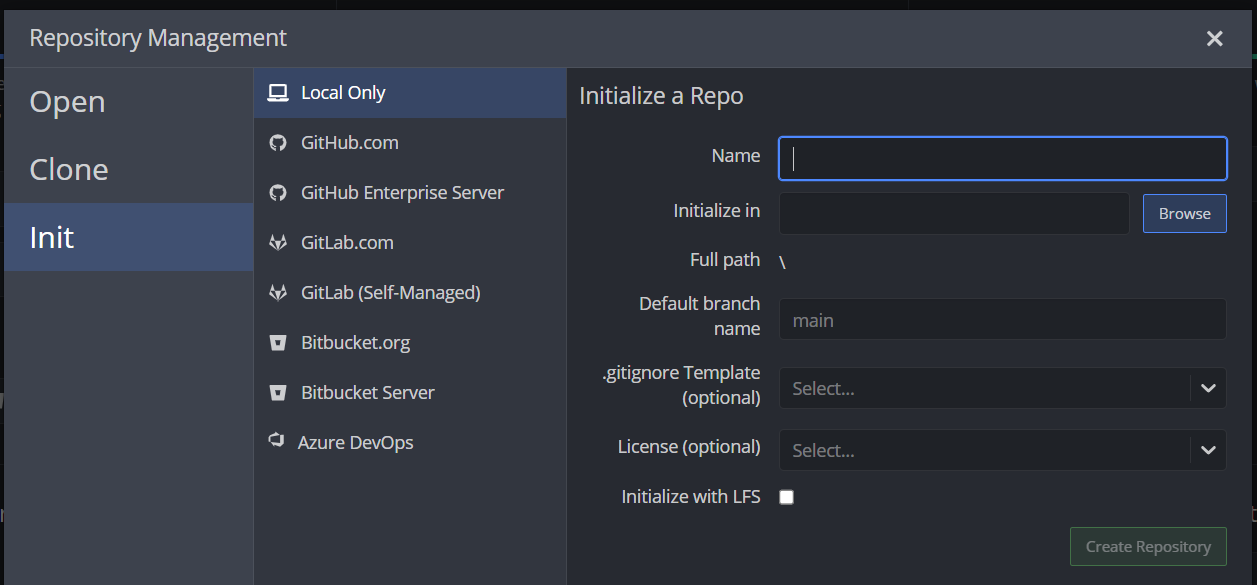 Repository Management
Open
Clone
Init
Local Only
GitHub.com
GitHub Enterprise Server
GitLab.com
GitLab (Self-Managed)
Bitbucket.org
Bitbucket Server
Azure DevOps
Initialize a Repo
Name
Initialize in
Browse
Full path \
Default branch
name
main
.gitignore Template
(optional)
Select...
License (optional)
Select...
Initialize with LFS
Create Repository